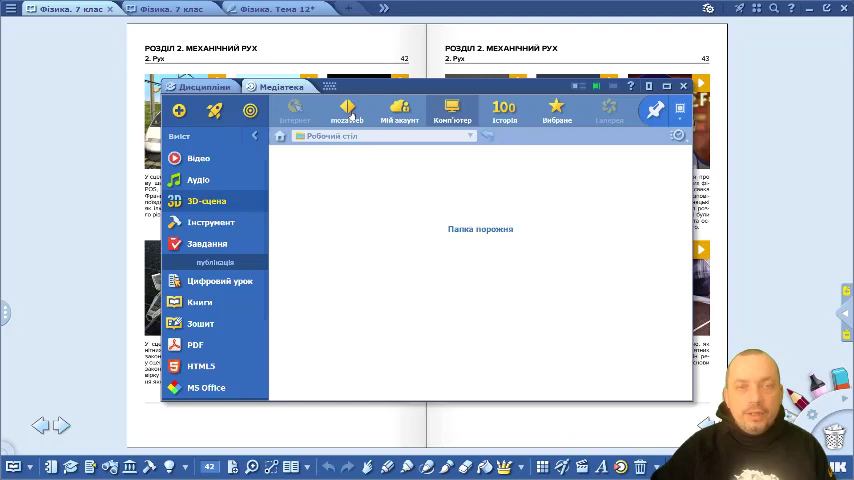 Фізика. 7 клас ×
Фізика. 7 клас ×
Фізика. Тема 12* ×
РОЗДІЛ 2. МЕХАНІЧНИЙ РУХ
2. Рух 42
РОЗДІЛ 2. МЕХАНІЧНИЙ РУХ
2. Рух 43
Дисципліни
Медіатека
Інтернет
mozaWeb
Мій акаунт
Комп'ютер
100
Історія
Вибране
Галерея
Вміст
Робочий стіл
Відео
Аудіо
3D 3D-сцена
Інструмент
Завдання
публікація
Цифровий урок
Книги
Зошит
PDF
HTML5
MS Office
Папка порожня
42